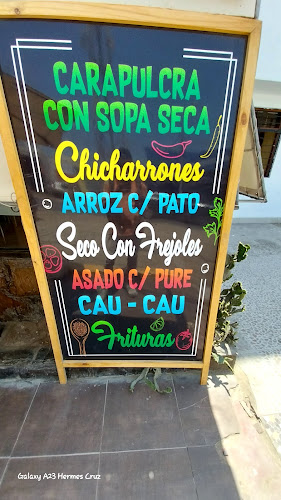 CARAPULCRA
CON SOPA SECA
Chicharrones
ARROZ C/ PATO
Seco Con Frejoles
ASADO C/ PURE
CAU - CAU
Frituras
Galaxy A23 Hermes Cruz